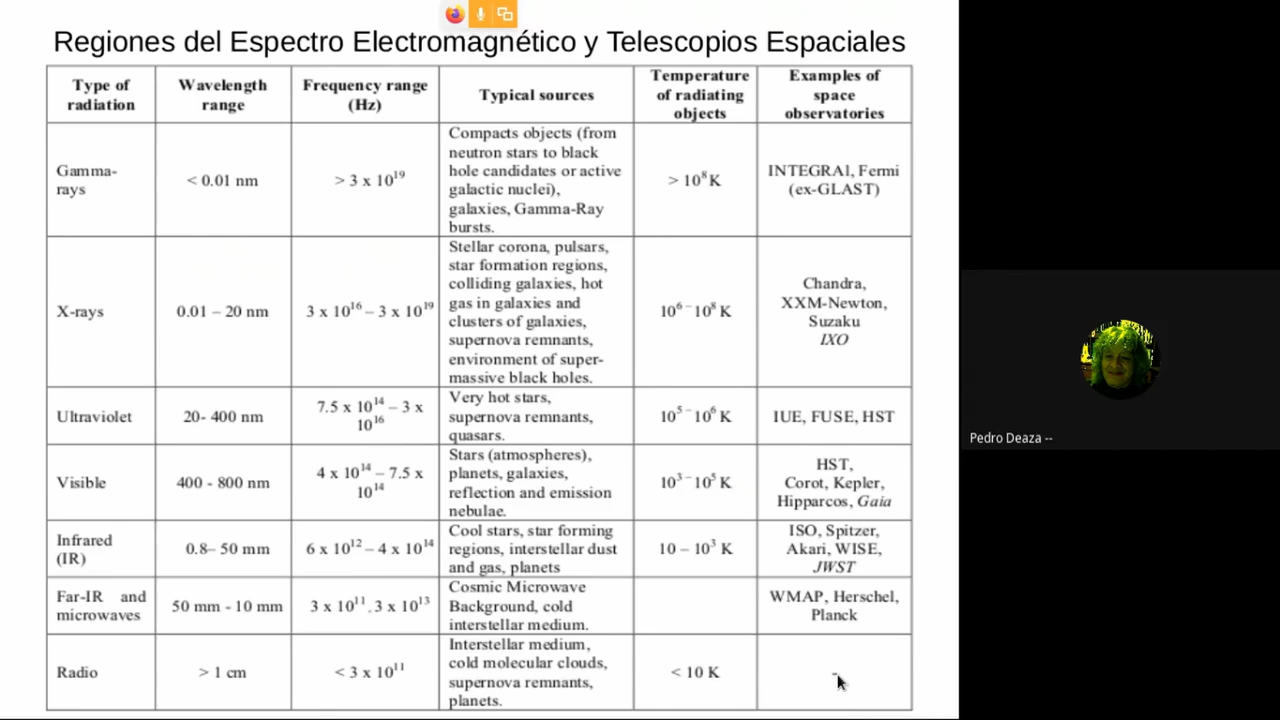 Regiones del Espectro Electromagnético y Telescopios Espaciales
Type of
radiation
Wavelength
range
Frequency range
(Hz)
Typical sources
Temperature
of radiating
objects
Examples of
space
observatories
Gamma-
rays
< 0.01 nm
> 3 x 10¹⁹
Compacts objects (from
neutron stars to black
hole candidates or active
galactic nuclei),
galaxies, Gamma-Ray
bursts.
> 10⁸ K
INTEGRAl, Fermi
(ex-GLAST)
X-rays
0.01 – 20 nm
3 x 10¹⁶ – 3 x 10¹⁹
Stellar corona, pulsars,
star formation regions,
colliding galaxies, hot
gas in galaxies and
clusters of galaxies,
supernova remnants,
environment of super-
massive black holes.
10⁶ – 10⁸ K
Chandra,
XXM-Newton,
Suzaku
IXO
Ultraviolet
20- 400 nm
7.5 x 10¹⁴ – 3 x
10¹⁶
Very hot stars,
supernova remnants,
quasars.
10⁵ – 10⁶ K
IUE, FUSE, HST
Visible
400 - 800 nm
4 x 10¹⁴ – 7.5 x
10¹⁴
Stars (atmospheres),
planets, galaxies,
reflection and emission
nebulae.
10³ – 10⁵ K
HST,
Corot, Kepler,
Hipparcos, Gaia
Infrared
(IR)
0.8– 50 mm
6 x 10¹² – 4 x 10¹⁴
Cool stars, star forming
regions, interstellar dust
and gas, planets
10 – 10³ K
ISO, Spitzer,
Akari, WISE,
JWST
Far-IR and
microwaves
50 mm - 10 mm
3 x 10¹¹ - 3 x 10¹³
Cosmic Microwave
Background, cold
interstellar medium.
WMAP, Herschel,
Planck
Radio
> 1 cm
< 3 x 10¹¹
Interstellar medium,
cold molecular clouds,
supernova remnants,
planets.
< 10 K
-
Pedro Deaza --